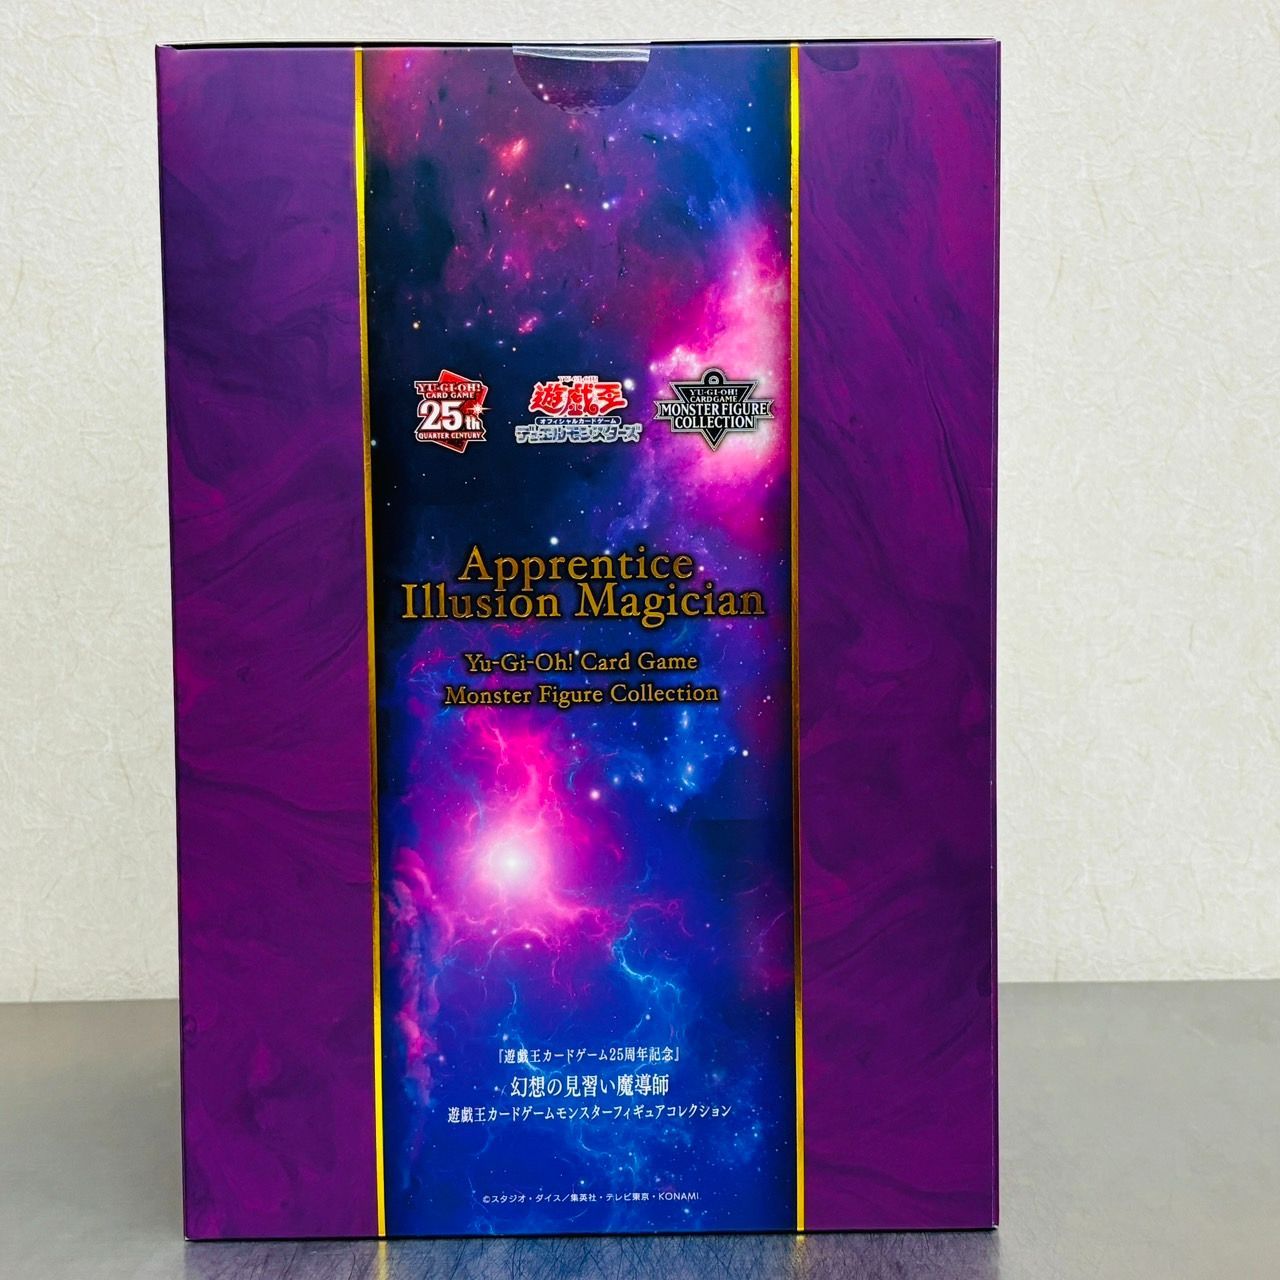 YU-GI-OH!
CARD GAME
25th
QUARTER CENTURY
YU-GI-OH!
遊戯王
オフィシャルカードゲーム
デュエルモンスターズ
YU-GI-OH!
CARD GAME
MONSTER FIGURE
COLLECTION
Apprentice
Illusion Magician
Yu-Gi-Oh! Card Game
Monster Figure Collection
『遊戯王カードゲーム25周年記念』
幻想の見習い魔導師
遊戯王カードゲームモンスターフィギュアコレクション
©スタジオ・ダイス／集英社・テレビ東京・KONAMI